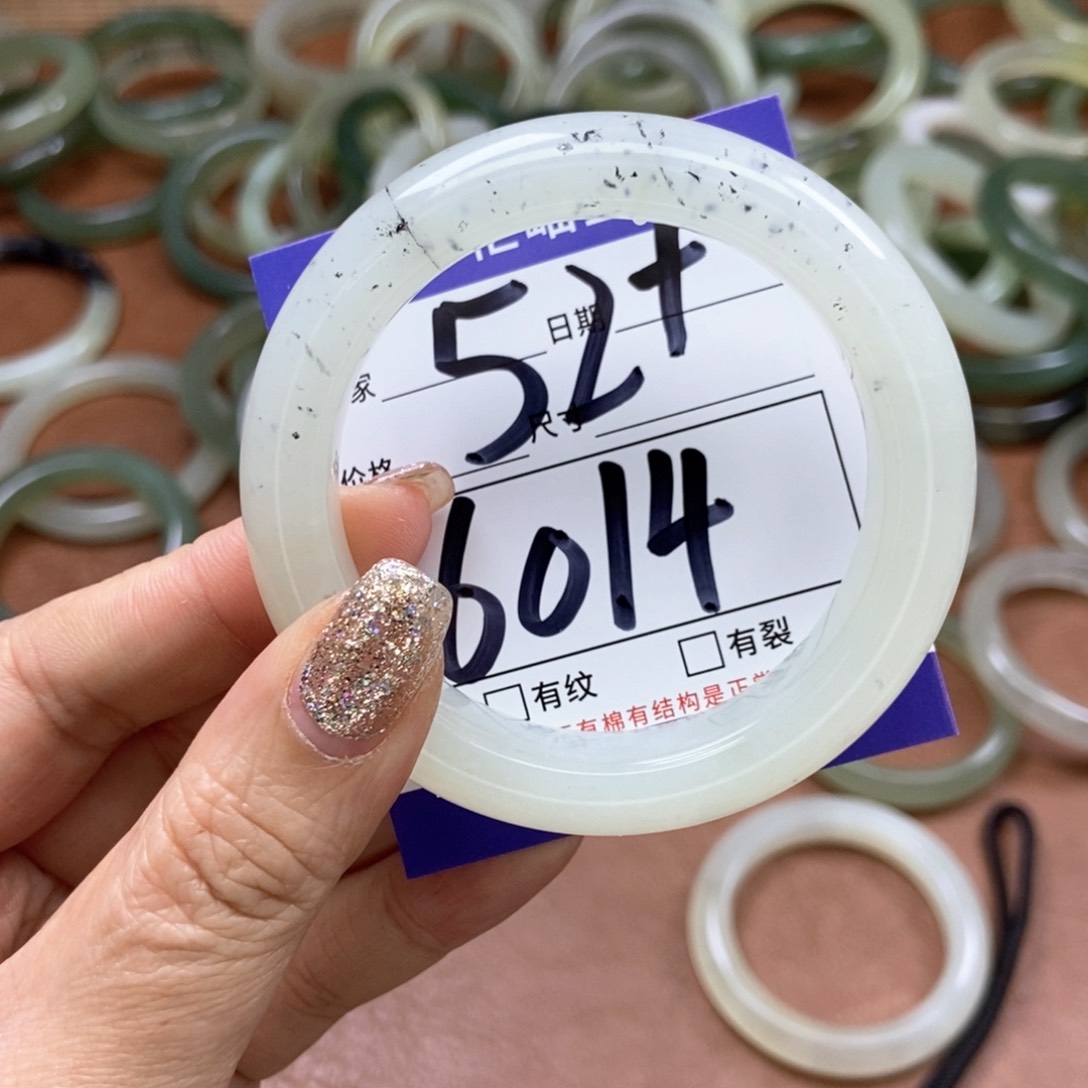 52+
日期
家
尺寸
价格
6014
□有纹 □有裂
有棉有结构是正常